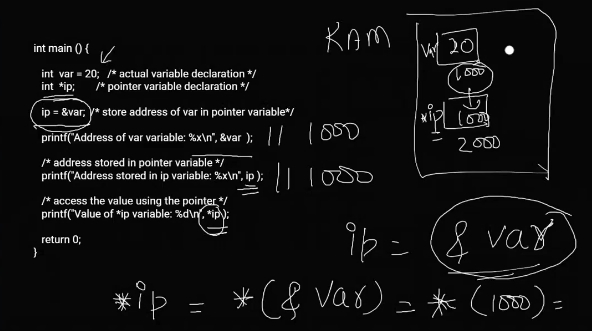 int main () {
int var = 20; /* actual variable declaration */
int *ip; /* pointer variable declaration */
ip = &var; /* store address of var in pointer variable*/
printf("Address of var variable: %x\n", &var ); // 1000
/* address stored in pointer variable */
printf("Address stored in ip variable: %x\n", ip ); // 1000
/* access the value using the pointer */
printf("Value of *ip variable: %d\n", *ip );
return 0;
}
RAM
var 20
1000
*ip 1000
2000
ip = & var
*ip = *(& var) = *(1000) =